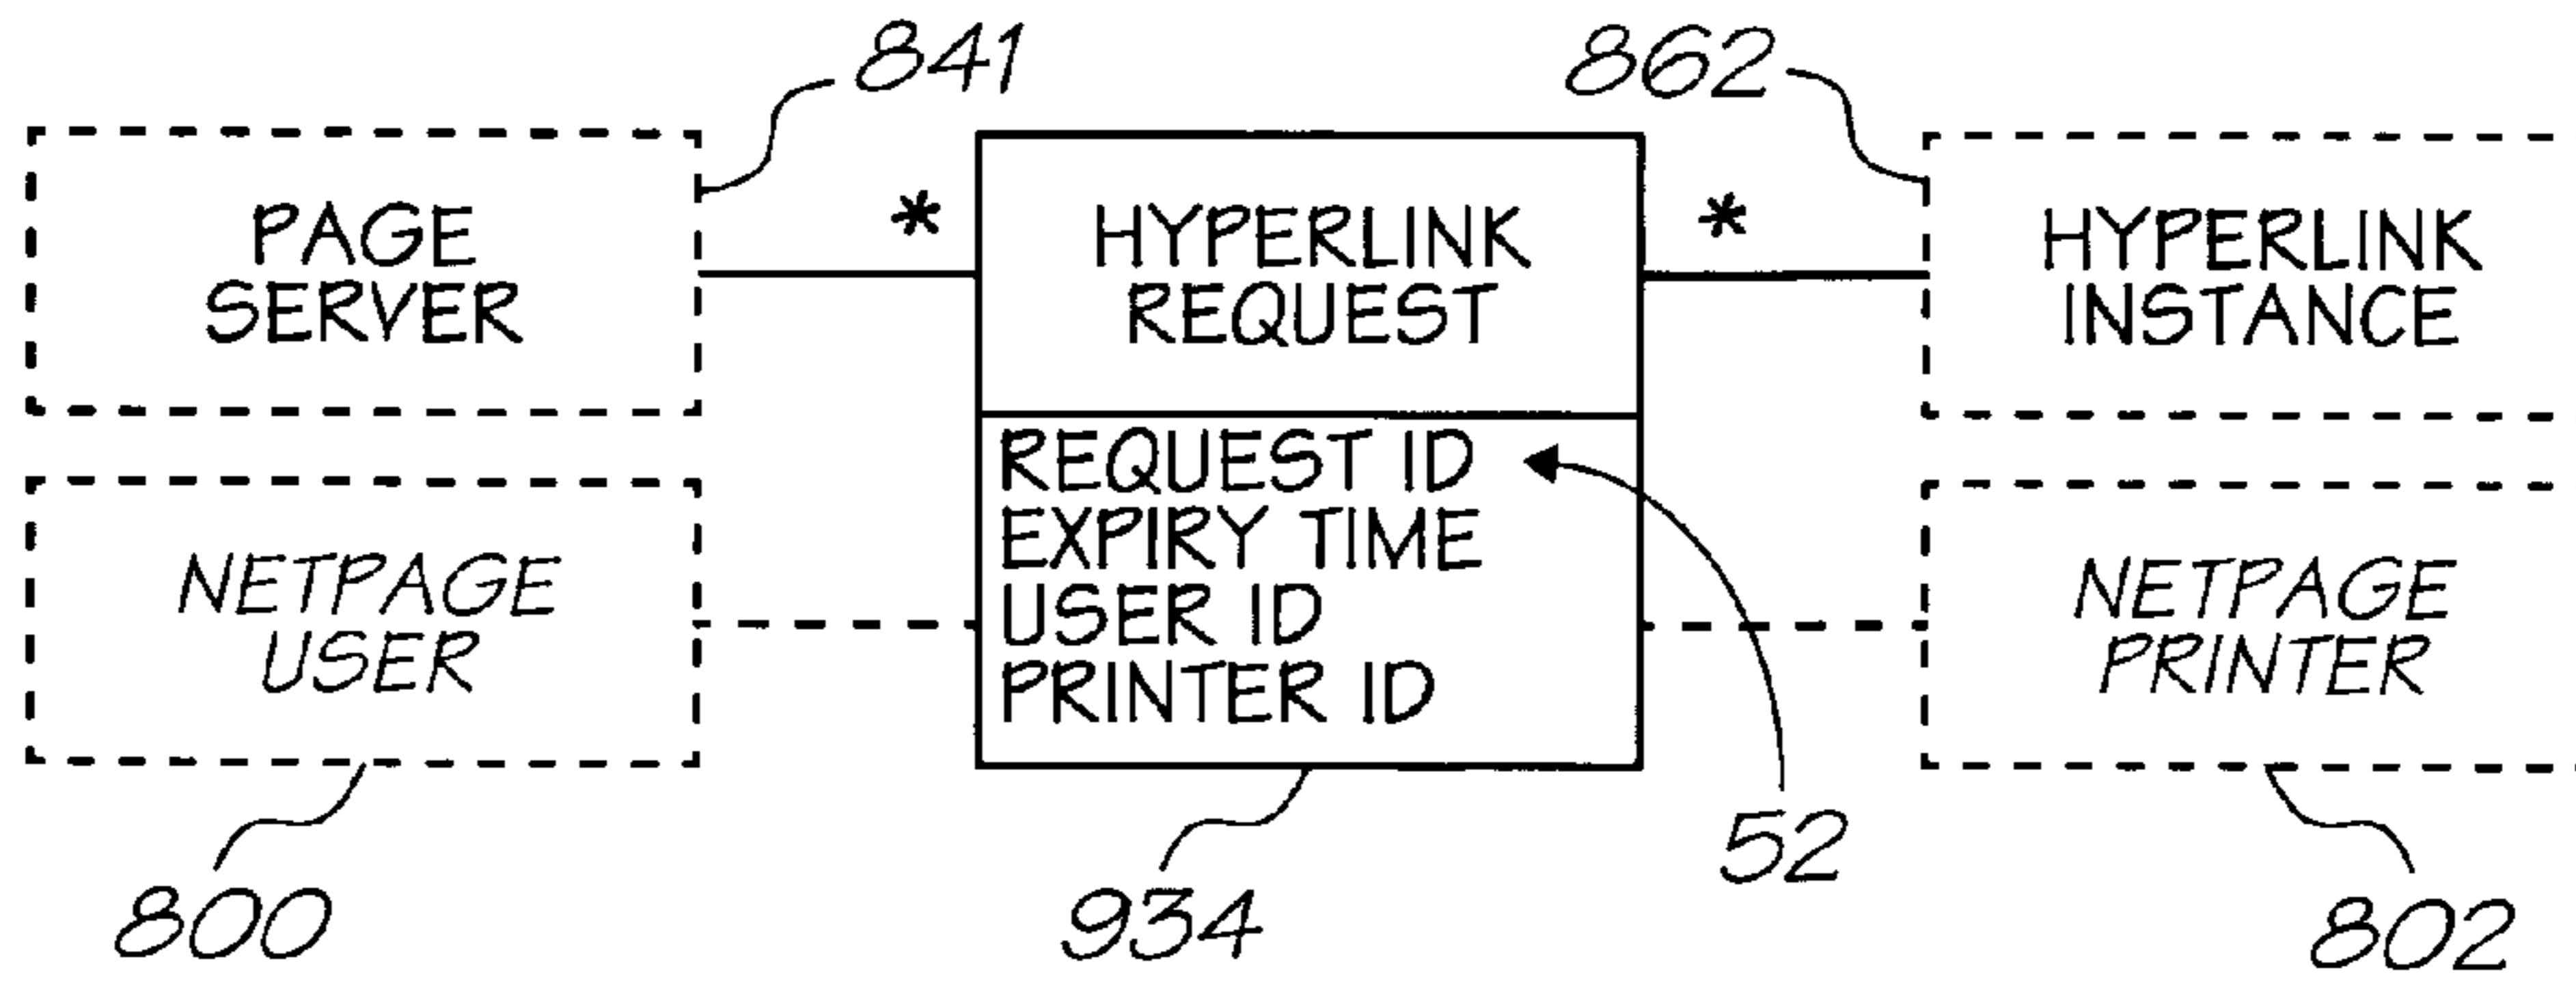 841
862
PAGE
SERVER
*
HYPERLINK
REQUEST
*
HYPERLINK
INSTANCE
REQUEST ID
EXPIRY TIME
USER ID
PRINTER ID
NETPAGE
USER
NETPAGE
PRINTER
52
800
934
802